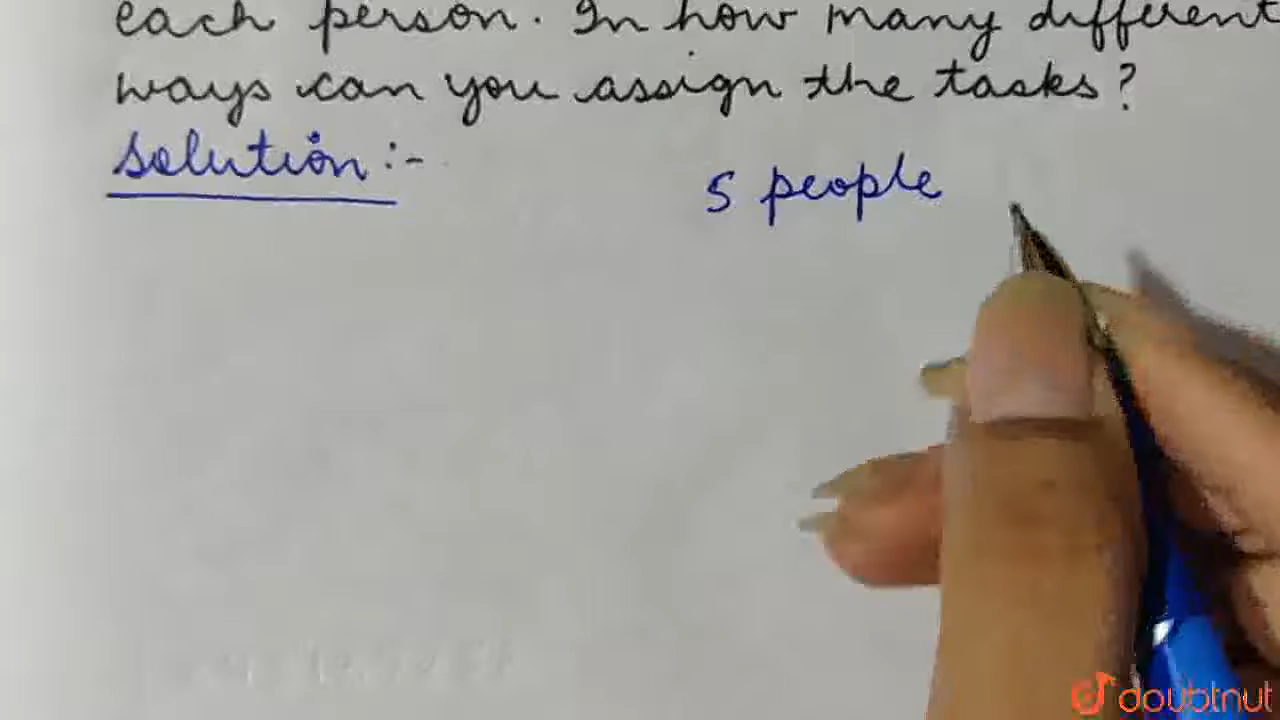 each person. In how many different
ways can you assign the tasks?
Solution :-
5 people
doubtnut